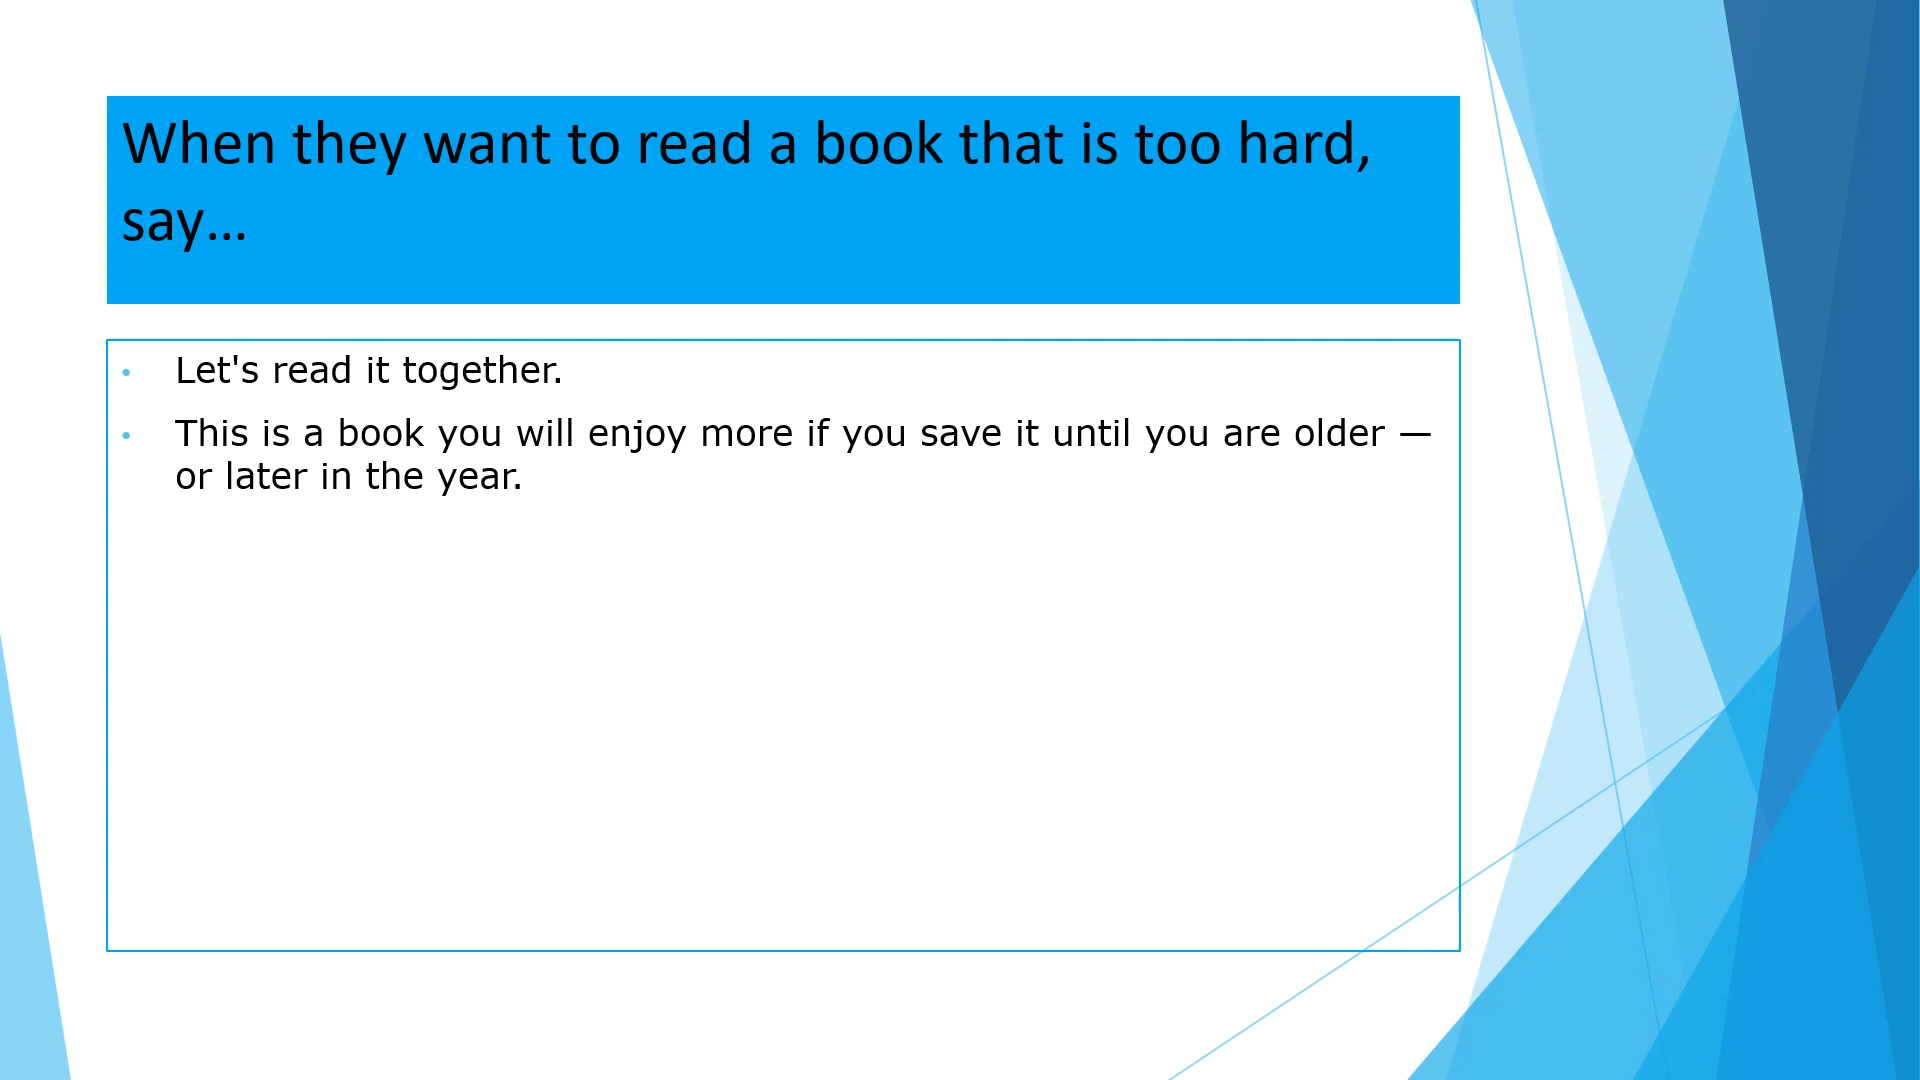 When they want to read a book that is too hard,
say…
• Let's read it together.
• This is a book you will enjoy more if you save it until you are older —
or later in the year.